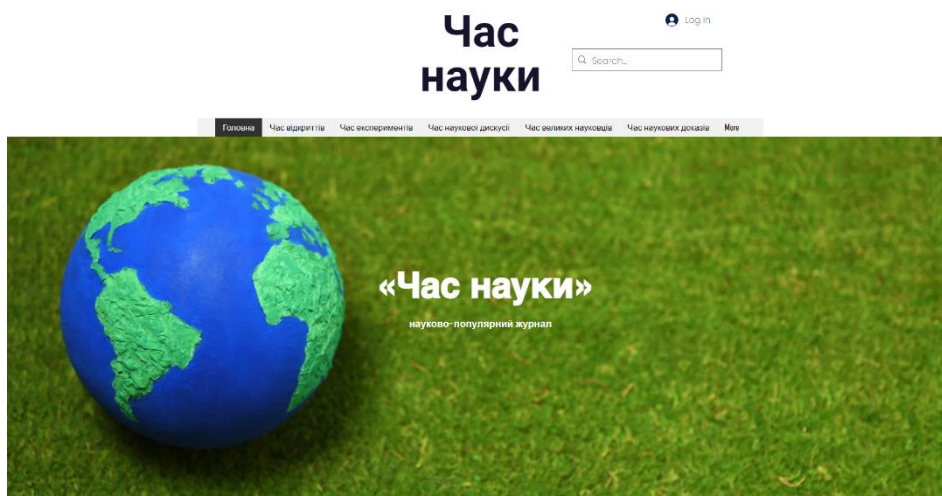 Час
науки
Log In
Search...
Головна Час відкриттів Час експериментів Час наукової дискусії Час великих науковців Час наукових доказів More
«Час науки»
науково-популярний журнал